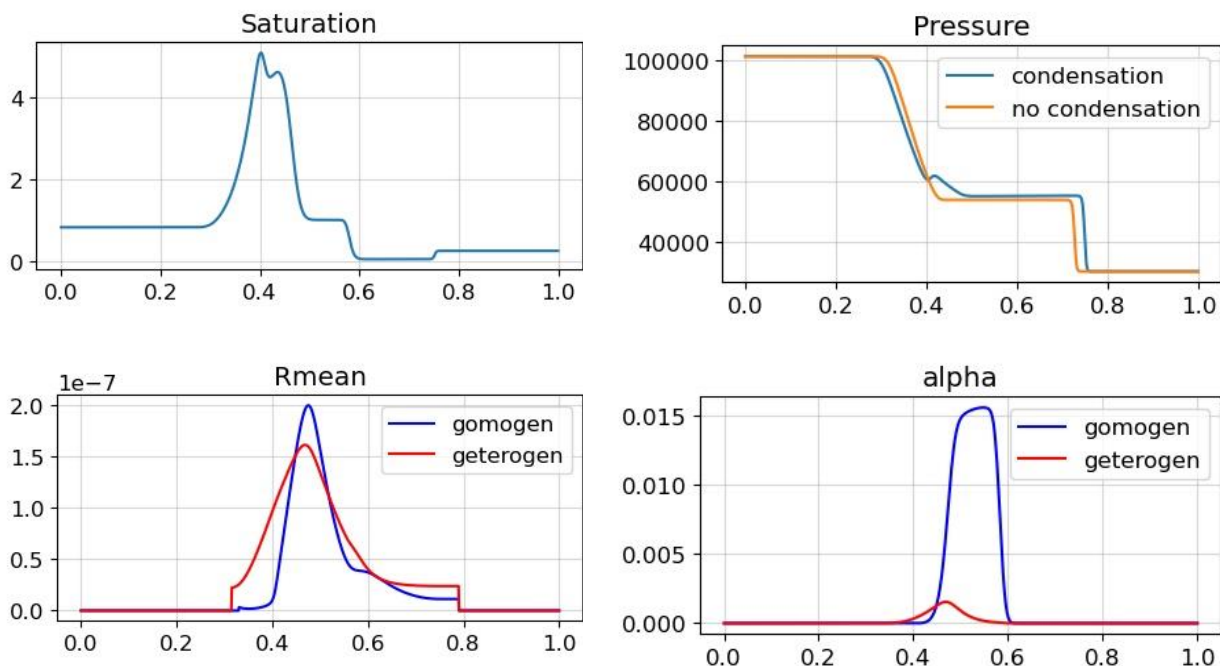 Saturation
4
2
0
0.0 0.2 0.4 0.6 0.8 1.0
Pressure
100000
80000
60000
40000
condensation
no condensation
0.0 0.2 0.4 0.6 0.8 1.0
Rmean
1e−7
2.0
1.5
1.0
0.5
0.0
gomogen
geterogen
0.0 0.2 0.4 0.6 0.8 1.0
alpha
0.015
0.010
0.005
0.000
gomogen
geterogen
0.0 0.2 0.4 0.6 0.8 1.0